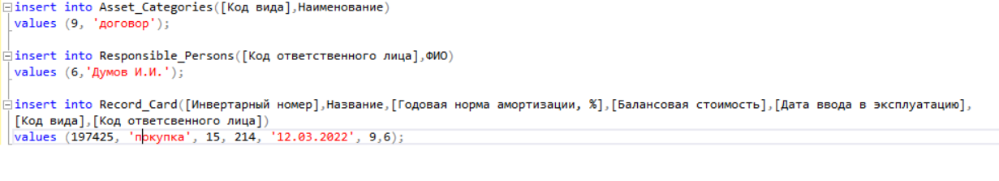 insert into Asset_Categories([Код вида],Наименование)
values (9, 'договор');
insert into Responsible_Persons([Код ответственного лица],ФИО)
values (6,'Думов И.И.');
insert into Record_Card([Инвертарный номер],Название,[Годовая норма амортизации, %],[Балансовая стоимость],[Дата ввода в эксплуатацию],
[Код вида],[Код ответсвенного лица])
values (197425, 'покупка', 15, 214, '12.03.2022', 9,6);